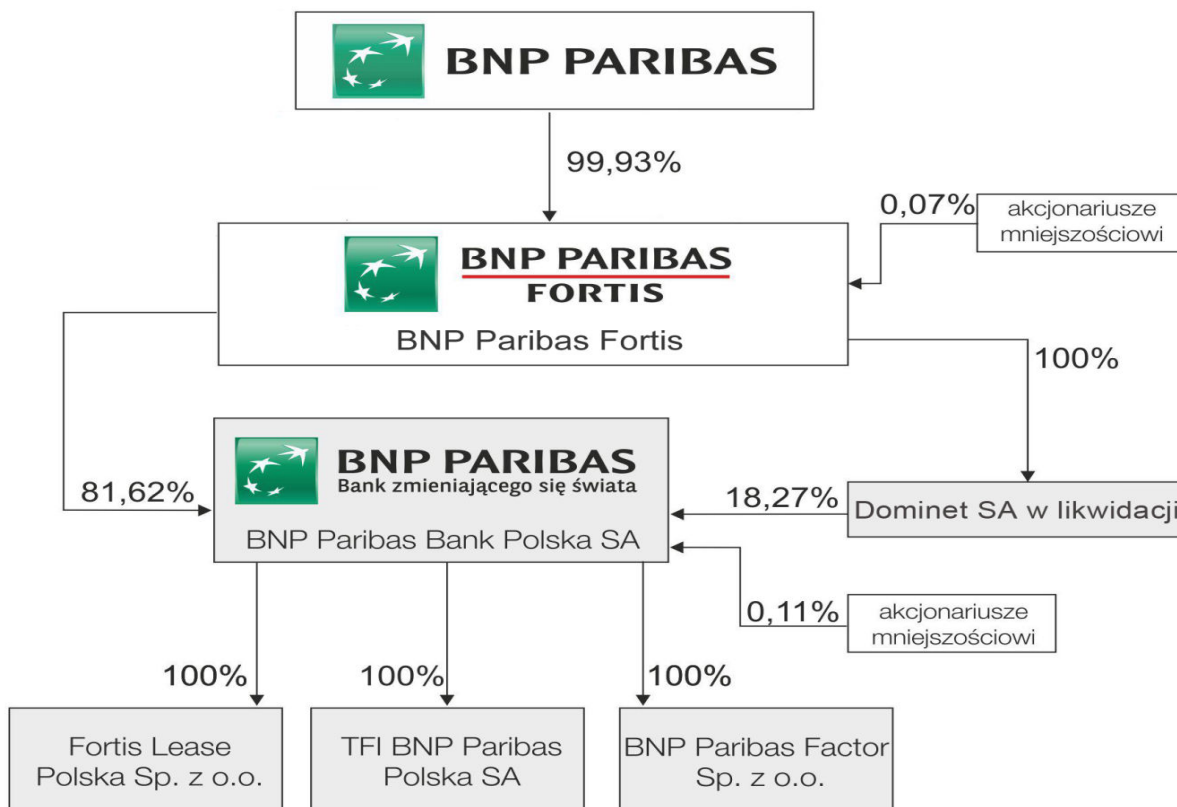 BNP PARIBAS
99,93%
0,07%
akcjonariusze
mniejszościowi
BNP PARIBAS
FORTIS
BNP Paribas Fortis
100%
BNP PARIBAS
Bank zmieniającego się świata
BNP Paribas Bank Polska SA
81,62%
18,27%
Dominet SA w likwidacji
0,11%
akcjonariusze
mniejszościowi
100%
100%
100%
Fortis Lease
Polska Sp. z o.o.
TFI BNP Paribas
Polska SA
BNP Paribas Factor
Sp. z o.o.